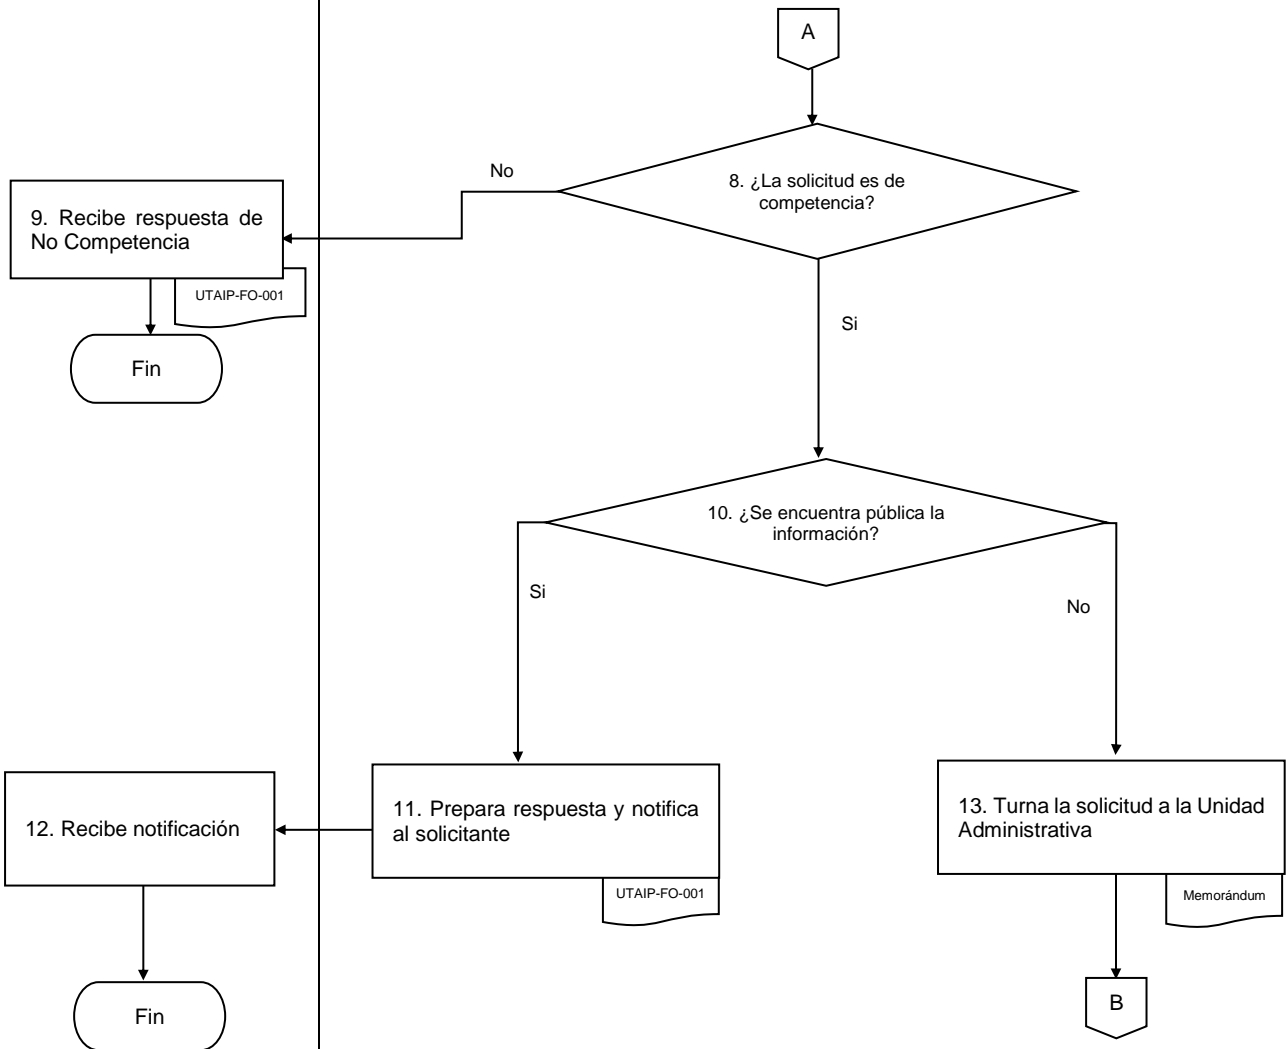 A
8. ¿La solicitud es de
competencia?
No
9. Recibe respuesta de
No Competencia
UTAIP-FO-001
Fin
Si
10. ¿Se encuentra pública la
información?
Si
No
12. Recibe notificación
11. Prepara respuesta y notifica
al solicitante
UTAIP-FO-001
13. Turna la solicitud a la Unidad
Administrativa
Memorándum
Fin
B